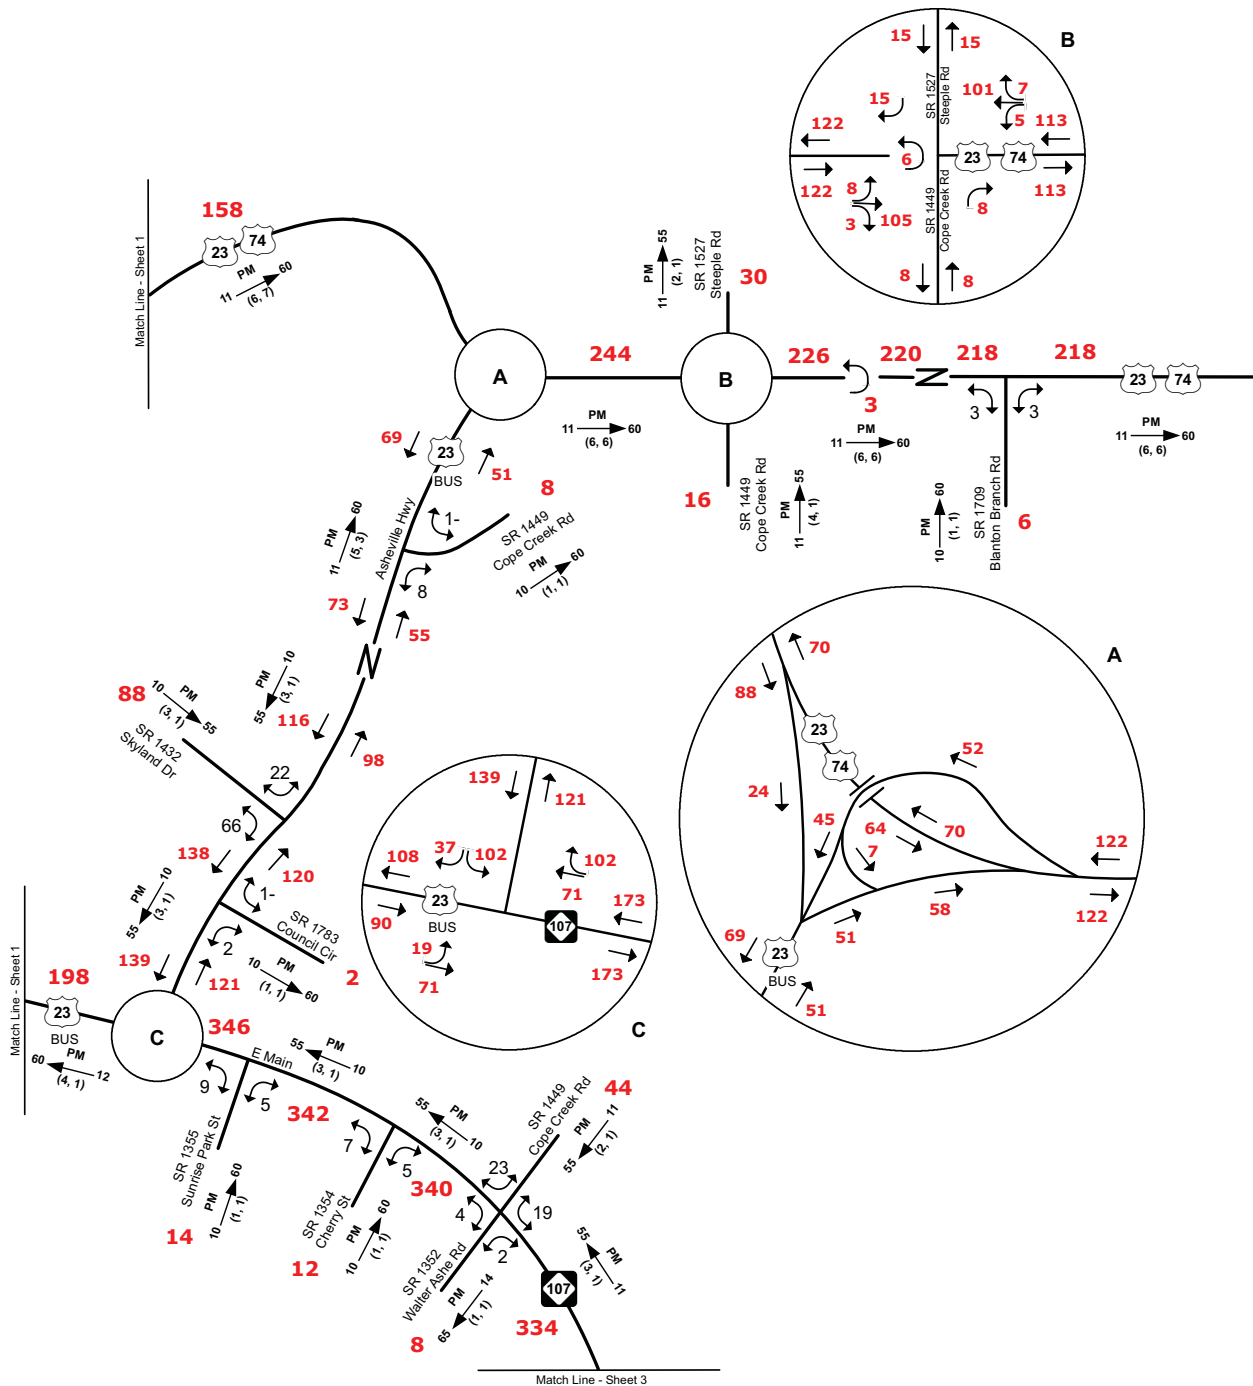 B
15
15
SR 1527
Steeple Rd
101
7
5
15
122
113
6
23
74
122
8
3
105
8
113
SR 1449
Cope Creek Rd
8
8
Match Line - Sheet 1
158
23
74
PM
11
60
(6, 7)
PM
11
55
(2, 1)
SR 1527
Steeple Rd
30
A
244
B
226
220
218
218
23
74
3
3
3
PM
11
60
(6, 6)
PM
11
60
(6, 6)
PM
11
60
(6, 6)
16
SR 1449
Cope Creek Rd
PM
11
55
(4, 1)
PM
10
60
(1, 1)
SR 1709
Blanton Branch Rd
6
69
23
BUS
51
8
1-
SR 1449
Cope Creek Rd
PM
10
60
(1, 1)
PM
11
60
(5, 3)
Asheville Hwy
8
73
55
PM
10
55
(3, 1)
88
PM
10
55
(3, 1)
SR 1432
Skyland Dr
116
98
22
66
138
120
1-
SR 1783
Council Cir
2
PM
10
60
(1, 1)
2
PM
10
55
(3, 1)
139
121
A
70
88
23
74
52
24
45
64
7
70
122
58
122
51
69
23
BUS
51
139
121
37
102
102
108
71
173
23
BUS
90
107
19
71
173
C
Match Line - Sheet 1
198
23
BUS
PM
60
12
(4, 1)
C
346
E Main
PM
55
10
(3, 1)
9
5
342
SR 1355
Sunrise Park St
PM
10
60
(1, 1)
14
7
5
SR 1354
Cherry St
PM
10
60
(1, 1)
12
PM
55
10
(3, 1)
340
44
SR 1449
Cope Creek Rd
PM
11
55
(2, 1)
23
19
4
2
SR 1352
Walter Ashe Rd
PM
14
65
(1, 1)
8
PM
55
11
(3, 1)
107
334
Match Line - Sheet 3